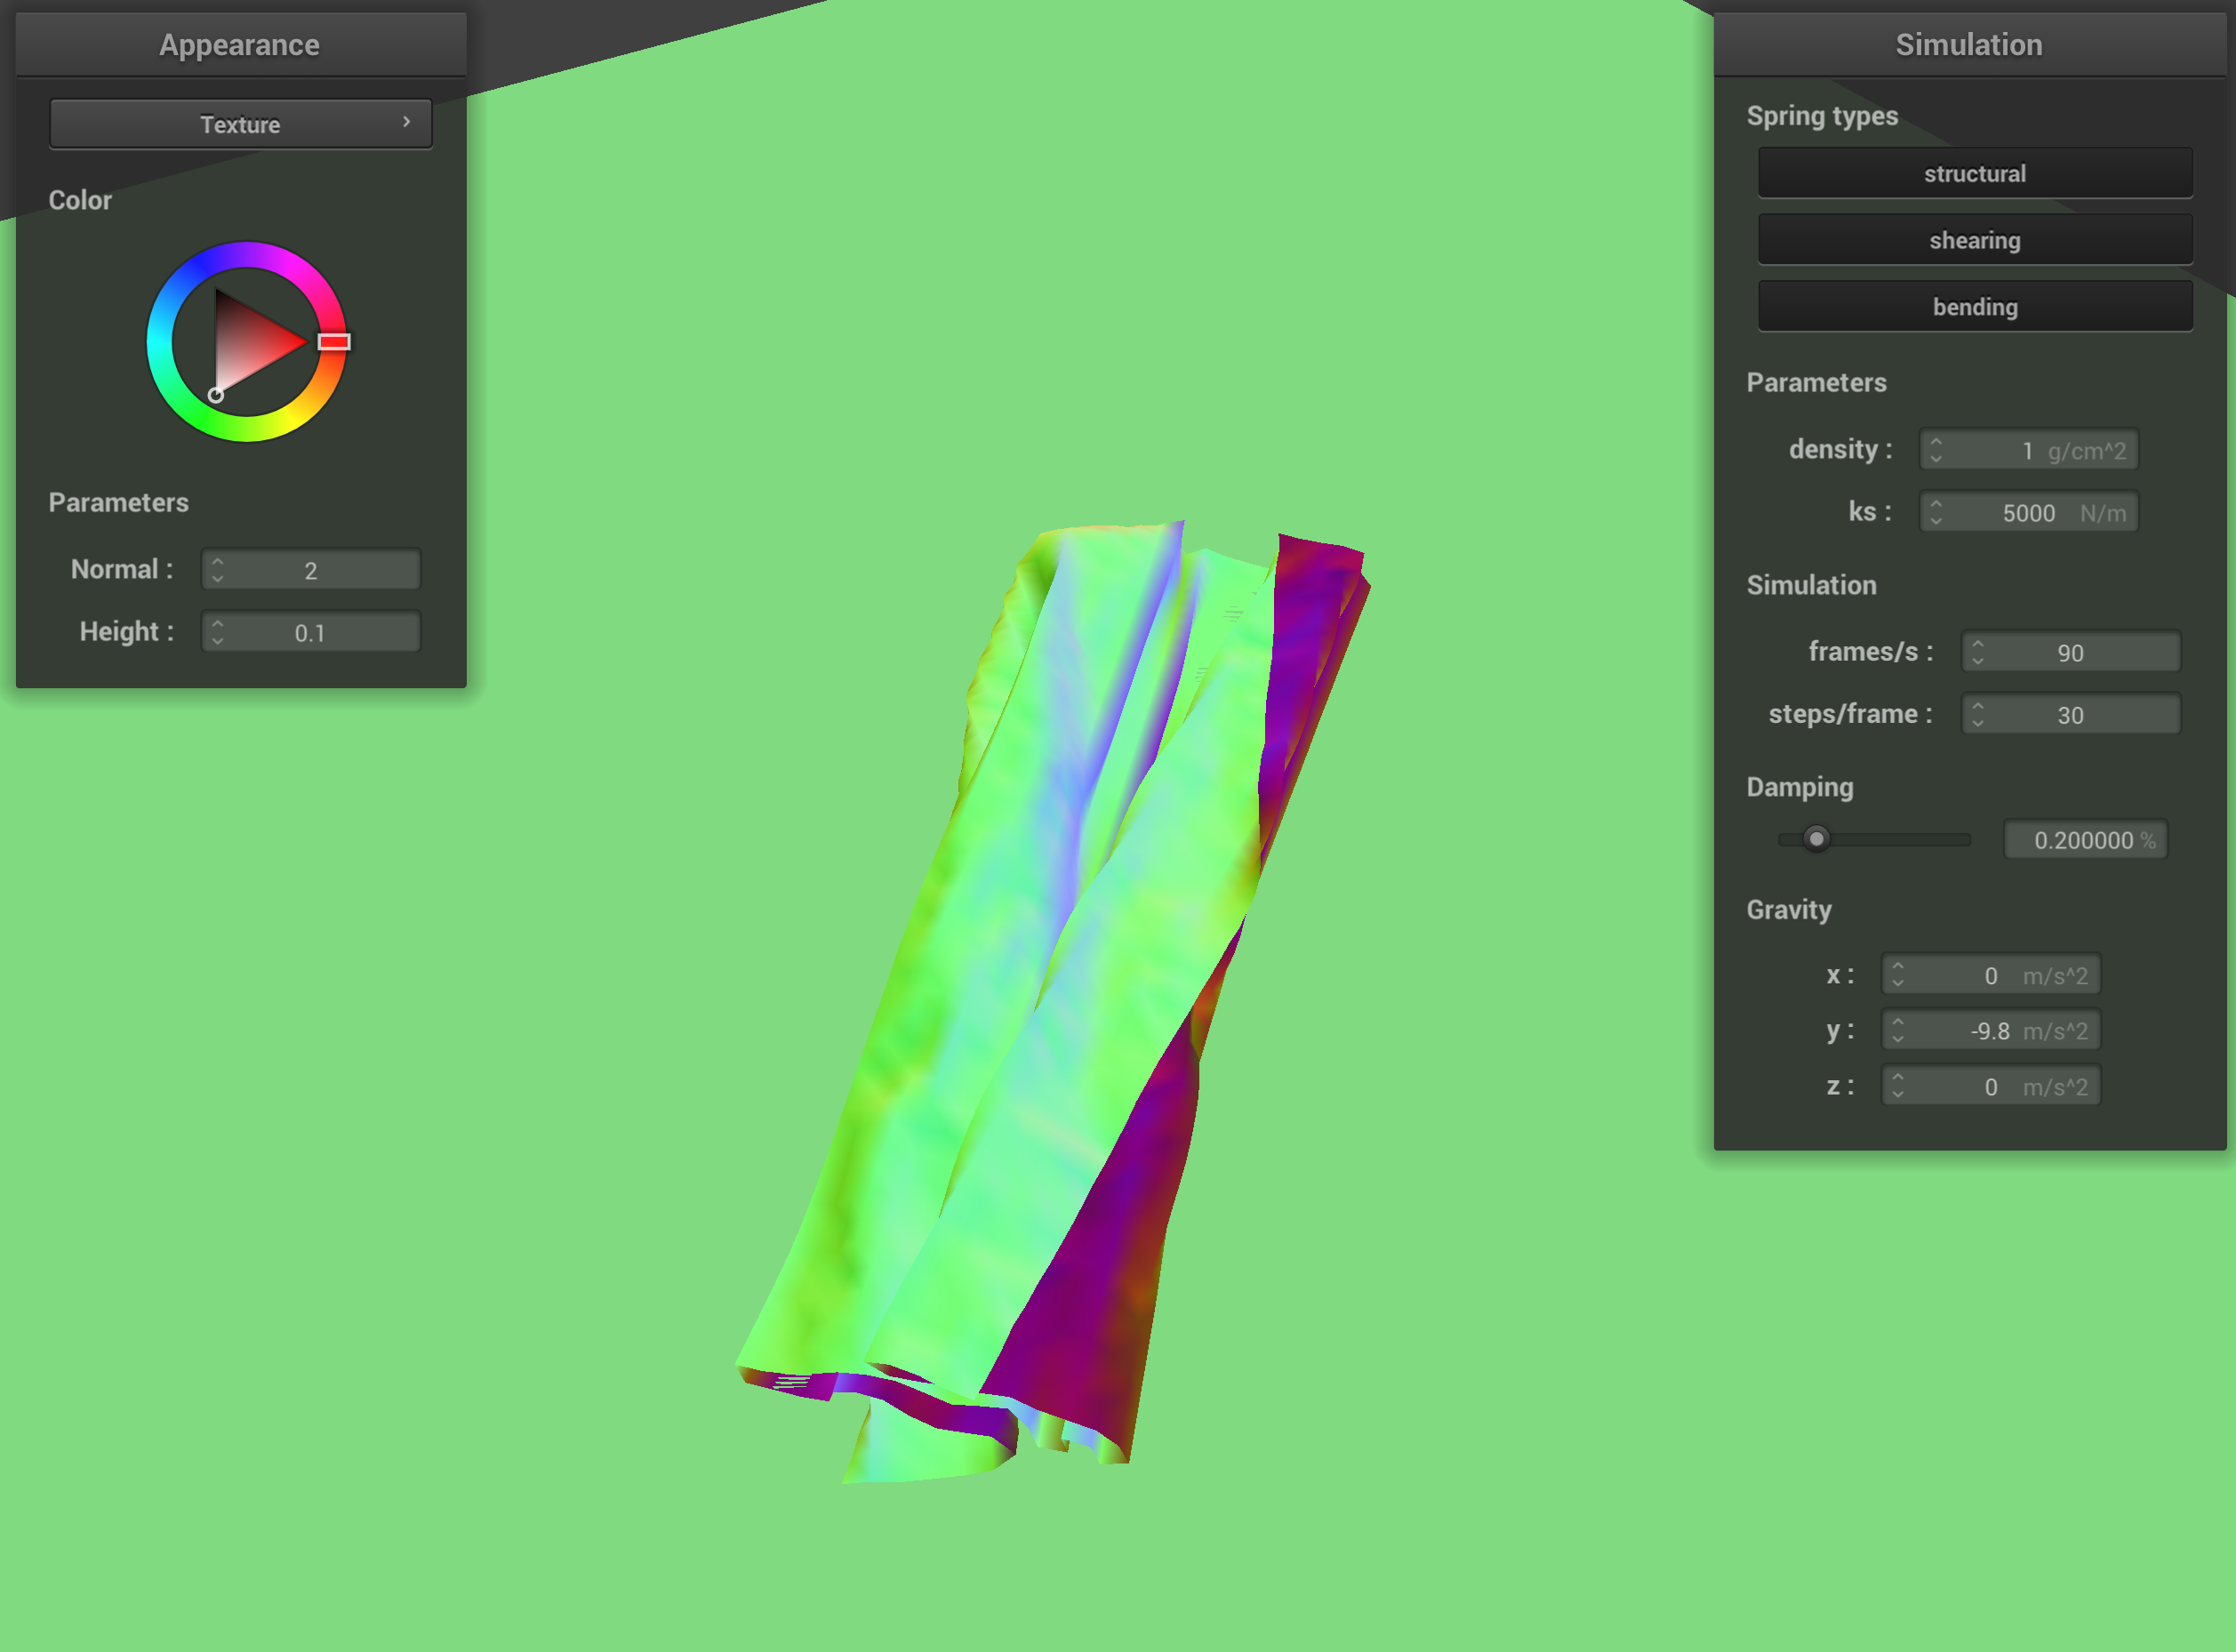 Appearance
Texture
Color
Parameters
Normal : 2
Height : 0.1
Simulation
Spring types
structural
shearing
bending
Parameters
density : 1 g/cm^2
ks : 5000 N/m
Simulation
frames/s : 90
steps/frame : 30
Damping
0.200000 %
Gravity
x : 0 m/s^2
y : -9.8 m/s^2
z : 0 m/s^2